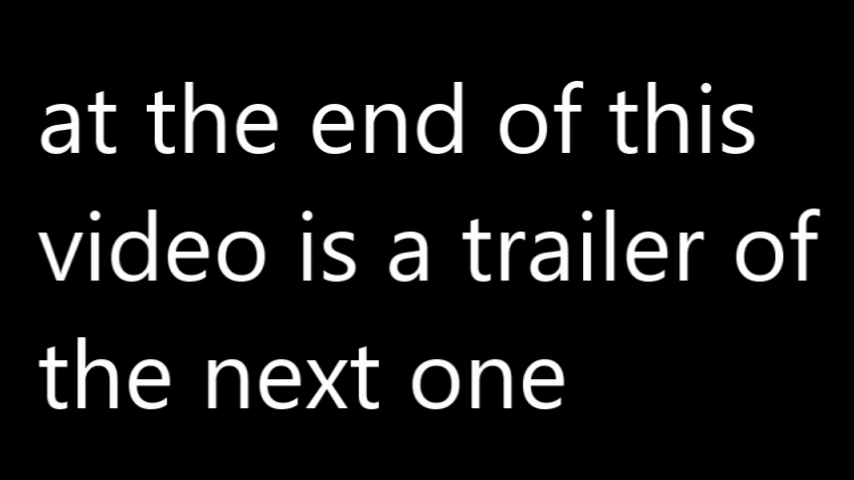 at the end of this
video is a trailer of
the next one